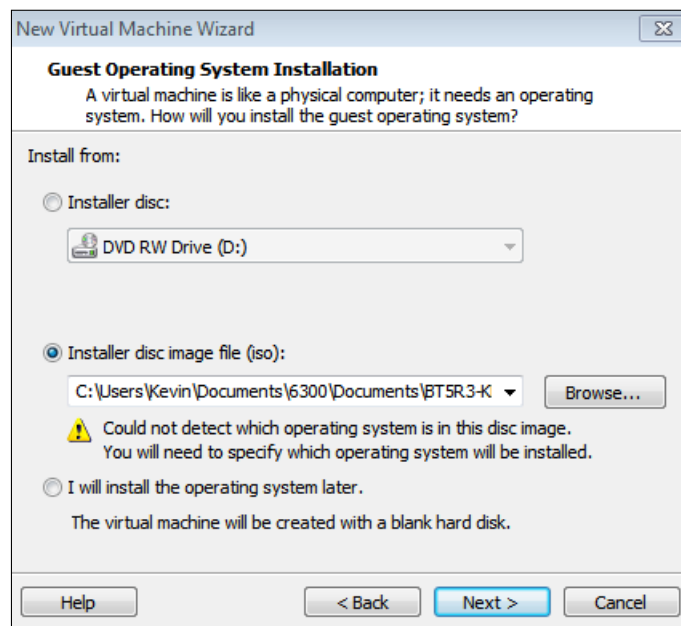 New Virtual Machine Wizard
Guest Operating System Installation
A virtual machine is like a physical computer; it needs an operating
system. How will you install the guest operating system?
Install from:
Installer disc:
DVD RW Drive (D:)
Installer disc image file (iso):
C:\Users\Kevin\Documents\6300\Documents\BT5R3-K
Browse...
Could not detect which operating system is in this disc image.
You will need to specify which operating system will be installed.
I will install the operating system later.
The virtual machine will be created with a blank hard disk.
Help
< Back
Next >
Cancel